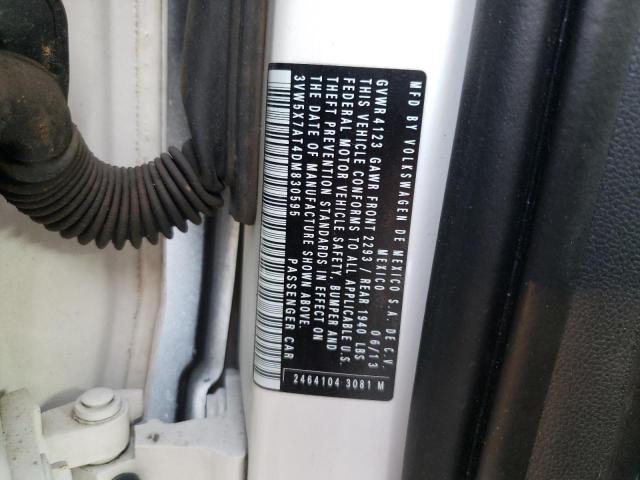 MFD BY VOLKSWAGEN DE MEXICO S.A. DE C.V.
MEXICO 06/13
GVWR 4123 GAWR FRONT 2293 / REAR 1940 LBS
THIS VEHICLE CONFORMS TO ALL APPLICABLE U.S.
FEDERAL MOTOR VEHICLE SAFETY, BUMPER AND
THEFT PREVENTION STANDARDS IN EFFECT ON
THE DATE OF MANUFACTURE SHOWN ABOVE.
3VW5X7AT4DM830595 PASSENGER CAR
2464104 3081 M